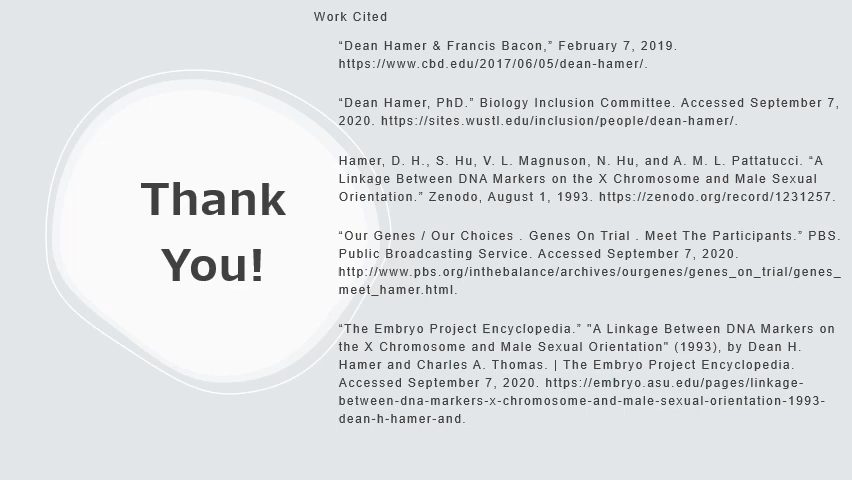 Thank
You!
Work Cited
“Dean Hamer & Francis Bacon,” February 7, 2019.
https://www.cbd.edu/2017/06/05/dean-hamer/.
“Dean Hamer, PhD.” Biology Inclusion Committee. Accessed September 7,
2020. https://sites.wustl.edu/inclusion/people/dean-hamer/.
Hamer, D. H., S. Hu, V. L. Magnuson, N. Hu, and A. M. L. Pattatucci. “A
Linkage Between DNA Markers on the X Chromosome and Male Sexual
Orientation.” Zenodo, August 1, 1993. https://zenodo.org/record/1231257.
“Our Genes / Our Choices . Genes On Trial . Meet The Participants.” PBS.
Public Broadcasting Service. Accessed September 7, 2020.
http://www.pbs.org/inthebalance/archives/ourgenes/genes_on_trial/genes_
meet_hamer.html.
“The Embryo Project Encyclopedia.” "A Linkage Between DNA Markers on
the X Chromosome and Male Sexual Orientation" (1993), by Dean H.
Hamer and Charles A. Thomas. | The Embryo Project Encyclopedia.
Accessed September 7, 2020. https://embryo.asu.edu/pages/linkage-
between-dna-markers-x-chromosome-and-male-sexual-orientation-1993-
dean-h-hamer-and.